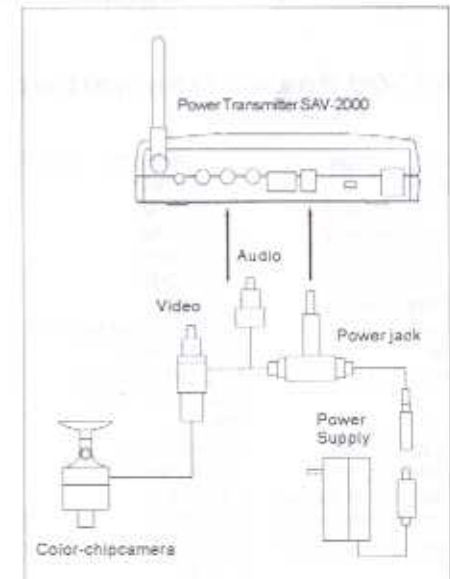 Power Transmitter SAV-2000
Audio
Video
Power jack
Power
Supply
Color-chipcamera